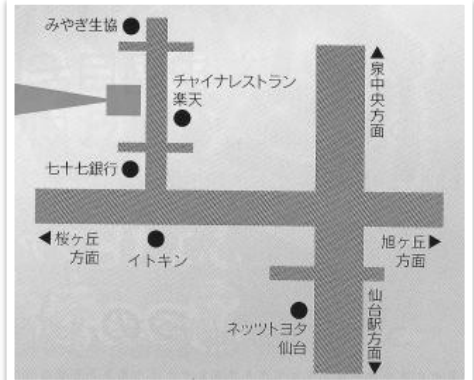 みやぎ生協
チャイナレストラン
楽天
▲泉中央方面
七十七銀行
◀桜ヶ丘
方面
イトキン
旭ヶ丘▶
方面
ネッツトヨタ
仙台
仙台駅方面▼